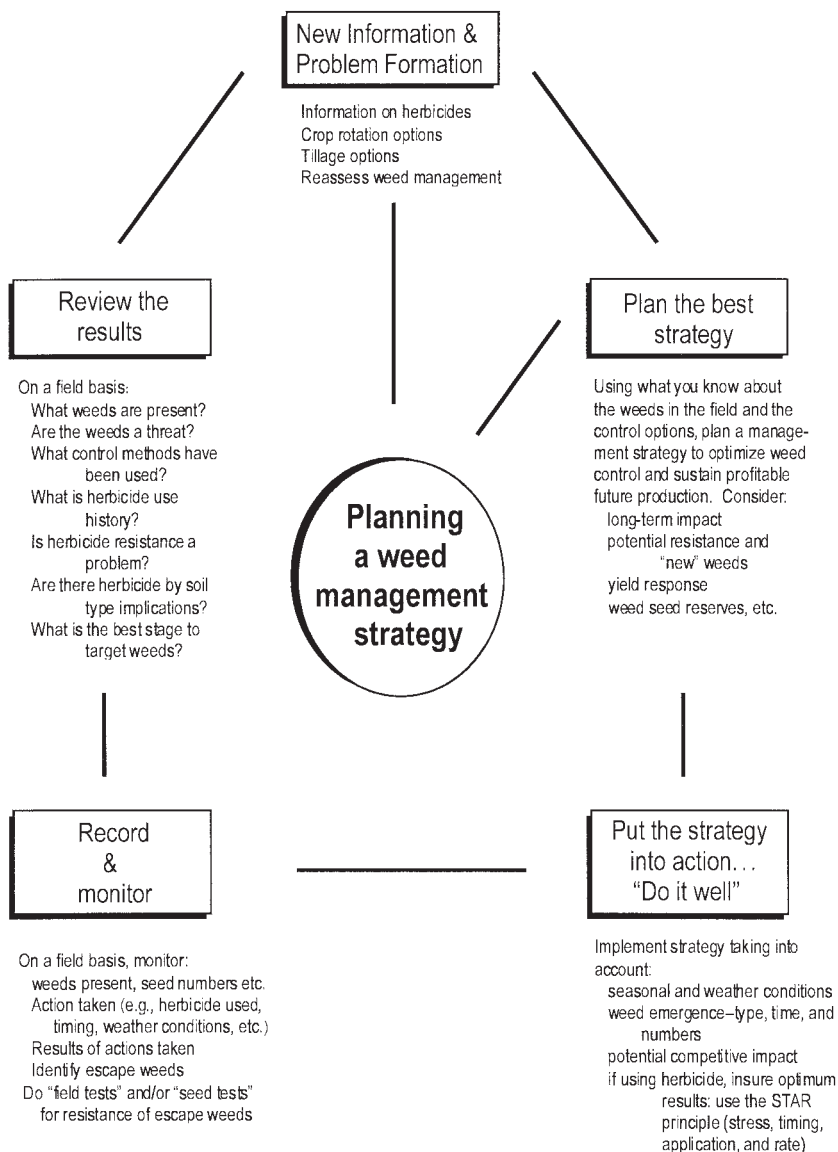 New Information &
Problem Formation
Information on herbicides
Crop rotation options
Tillage options
Reassess weed management
Review the
results
On a field basis:
What weeds are present?
Are the weeds a threat?
What control methods have
been used?
What is herbicide use
history?
Is herbicide resistance a
problem?
Are there herbicide by soil
type implications?
What is the best stage to
target weeds?
Plan the best
strategy
Using what you know about
the weeds in the field and the
control options, plan a manage-
ment strategy to optimize weed
control and sustain profitable
future production. Consider:
long-term impact
potential resistance and
"new" weeds
yield response
weed seed reserves, etc.
Planning
a weed
management
strategy
Record
&
monitor
On a field basis, monitor:
weeds present, seed numbers etc.
Action taken (e.g., herbicide used,
timing, weather conditions, etc.)
Results of actions taken
Identify escape weeds
Do "field tests" and/or "seed tests"
for resistance of escape weeds
Put the strategy
into action...
"Do it well"
Implement strategy taking into
account:
seasonal and weather conditions
weed emergence–type, time, and
numbers
potential competitive impact
if using herbicide, insure optimum
results: use the STAR
principle (stress, timing,
application, and rate)